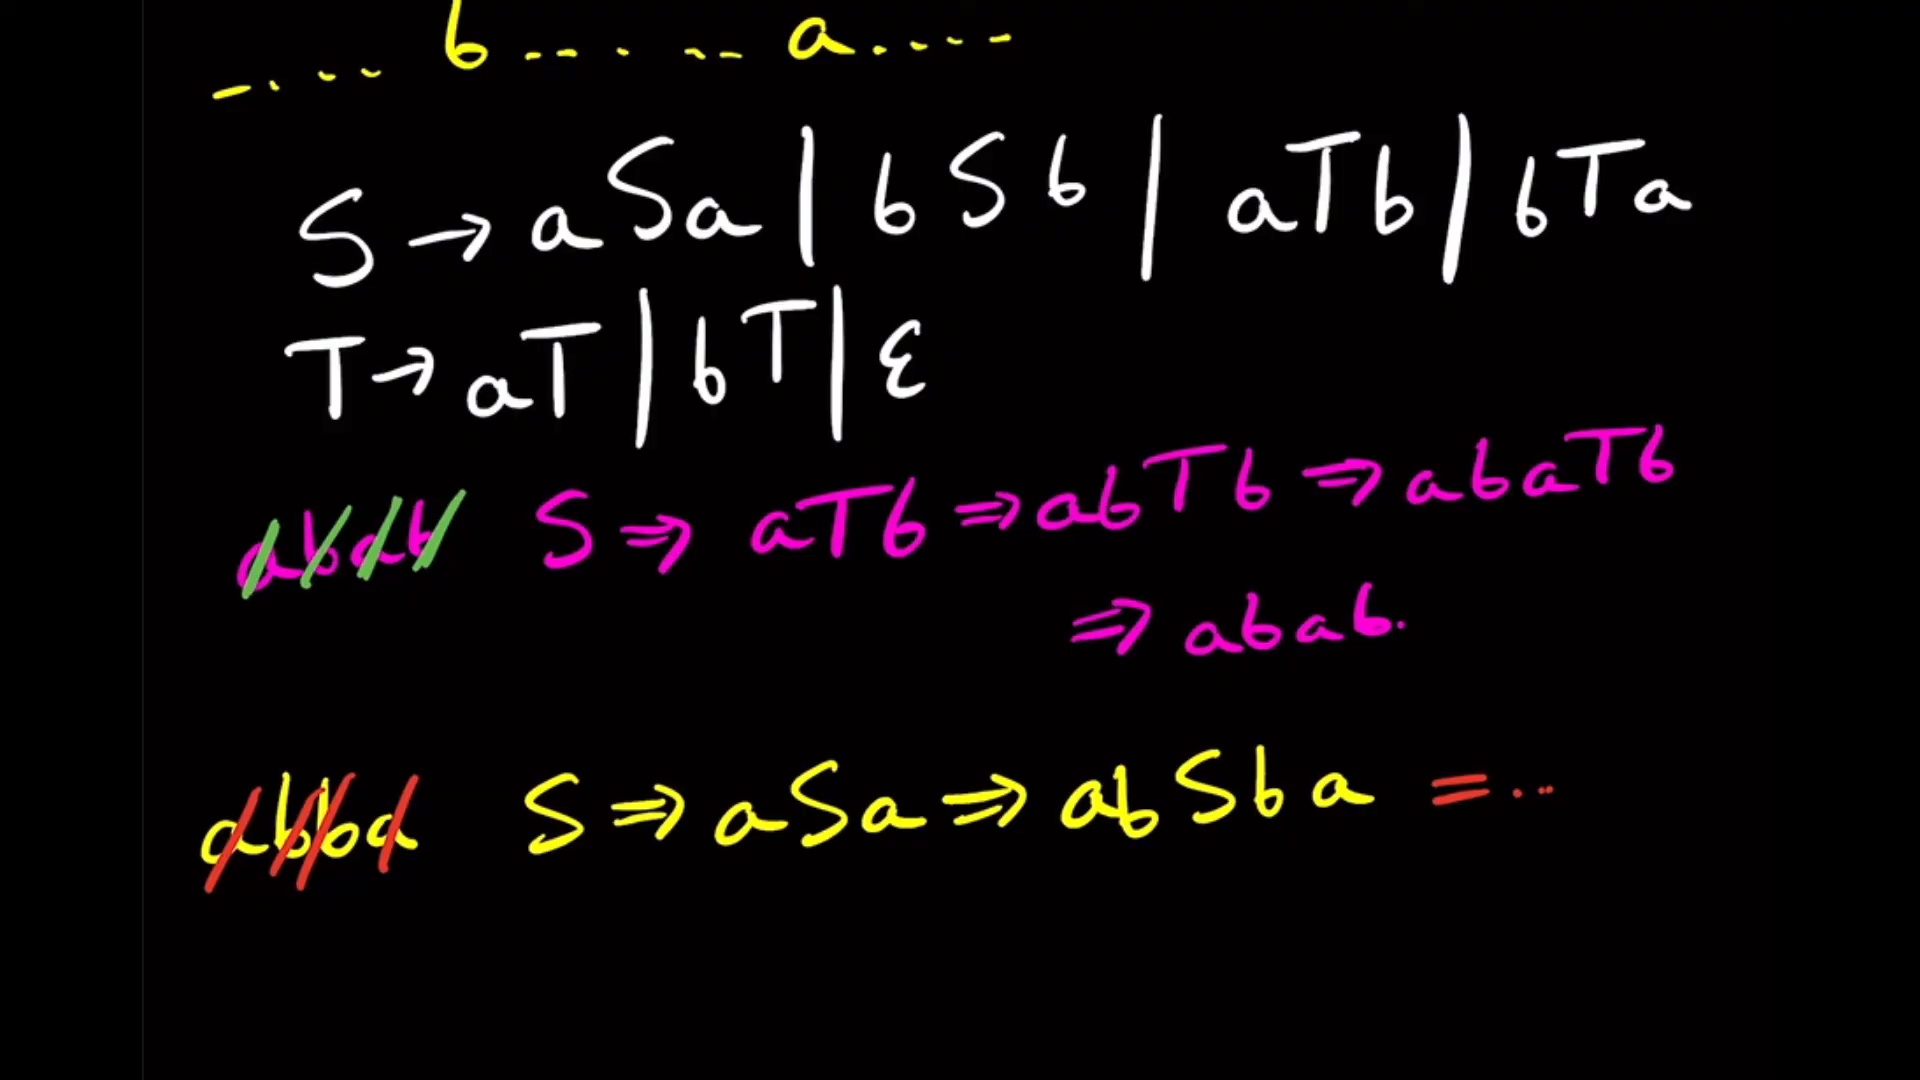 -.-- b -- . -- a . - - -
S → aSa | bSb | aTb | bTa
T → aT | bT | ε
abab S ⇒ aTb ⇒ abTb ⇒ abaTb
⇒ abab.
abba S ⇒ aSa ⇒ abSba = ...